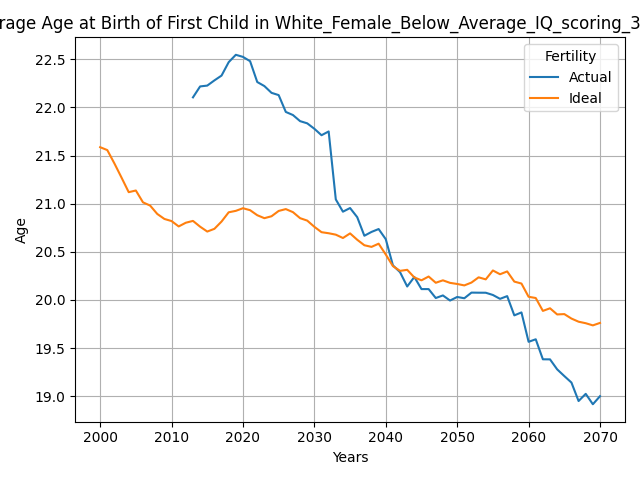 rage Age at Birth of First Child in White_Female_Below_Average_IQ_scoring_3
Fertility
Actual
Ideal
22.5
22.0
21.5
21.0
20.5
20.0
19.5
19.0
Age
2000 2010 2020 2030 2040 2050 2060 2070
Years